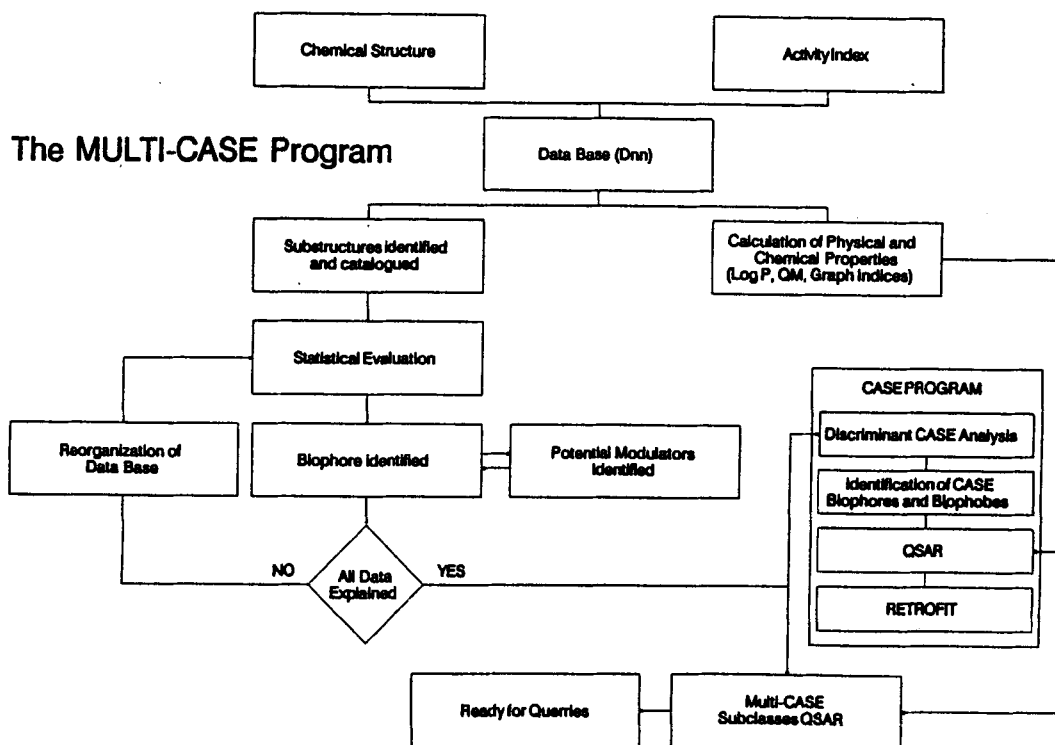 Chemical Structure
Activity Index
The MULTI-CASE Program
Data Base (Dnn)
Substructures identified
and catalogued
Calculation of Physical and
Chemical Properties
(Log P, QM, Graph Indices)
Statistical Evaluation
CASE PROGRAM
Discriminant CASE Analysis
Reorganization of
Data Base
Biophore Identified
Potential Modulators
Identified
Identification of CASE
Biophores and Biophobes
QSAR
NO
All Data
Explained
YES
RETROFIT
Ready for Querries
Multi-CASE
Subclasses QSAR